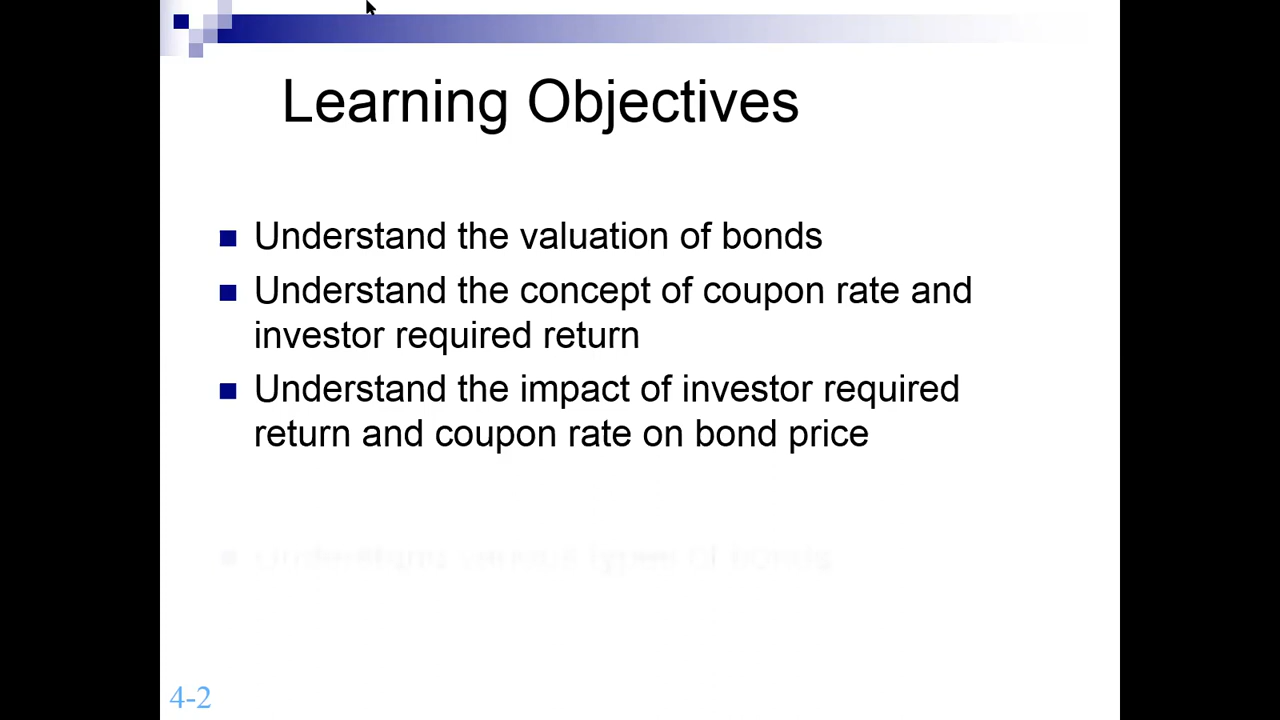 Learning Objectives
Understand the valuation of bonds
Understand the concept of coupon rate and
investor required return
Understand the impact of investor required
return and coupon rate on bond price
4-2